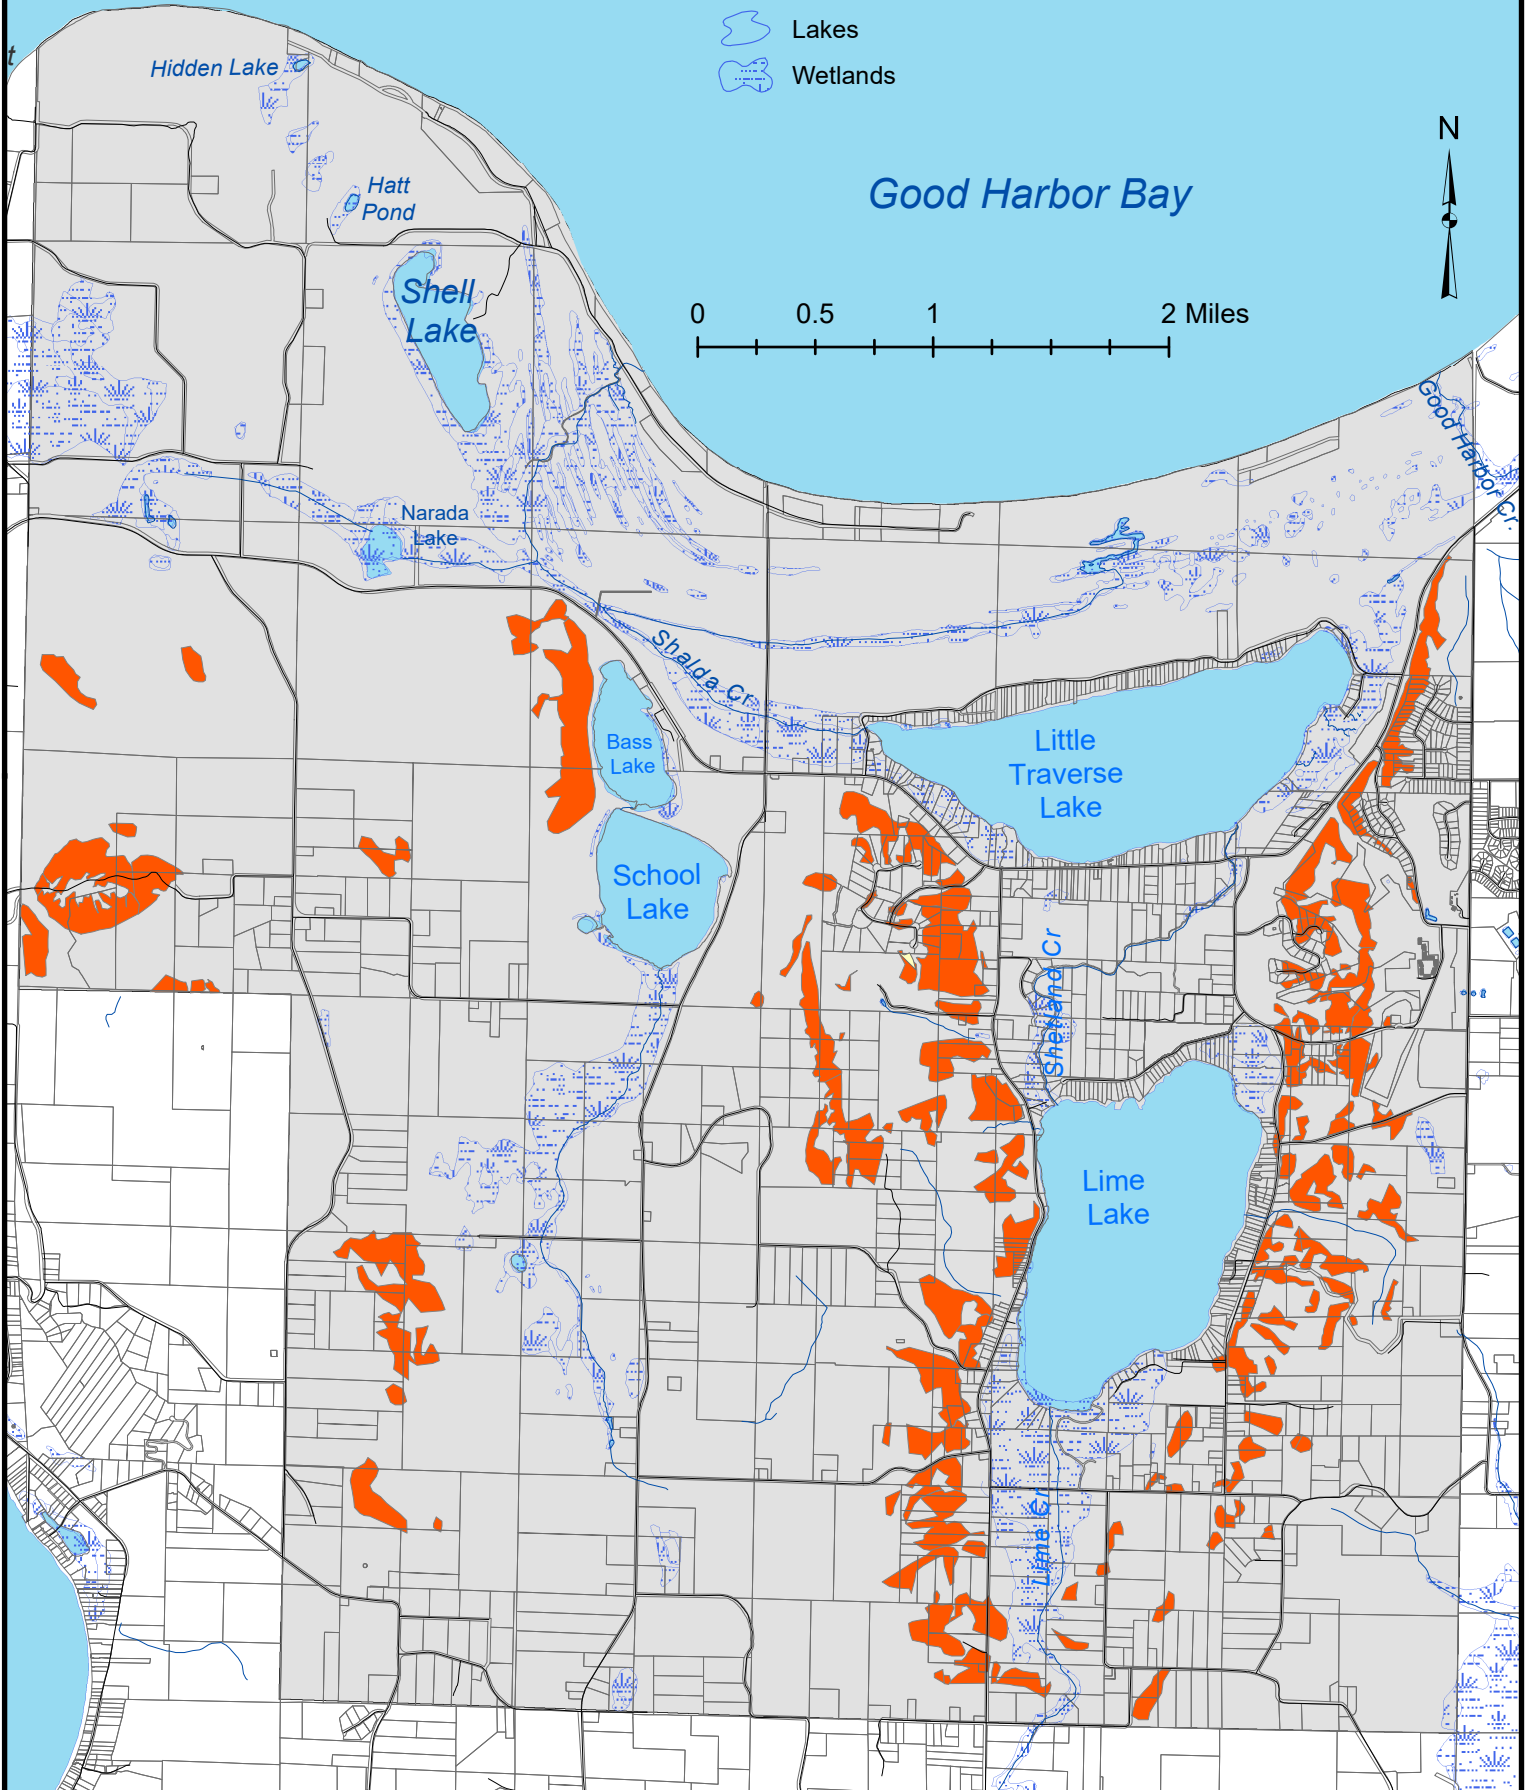 Lakes
Wetlands
t
Hidden Lake
N
Hatt
Pond
Good Harbor Bay
Shell
Lake
0 0.5 1 2 Miles
Good Harbor Cr.
Narada
Lake
Shalda Cr.
Bass
Lake
Little
Traverse
Lake
School
Lake
Shetland Cr
Lime
Lake
Lime Cr